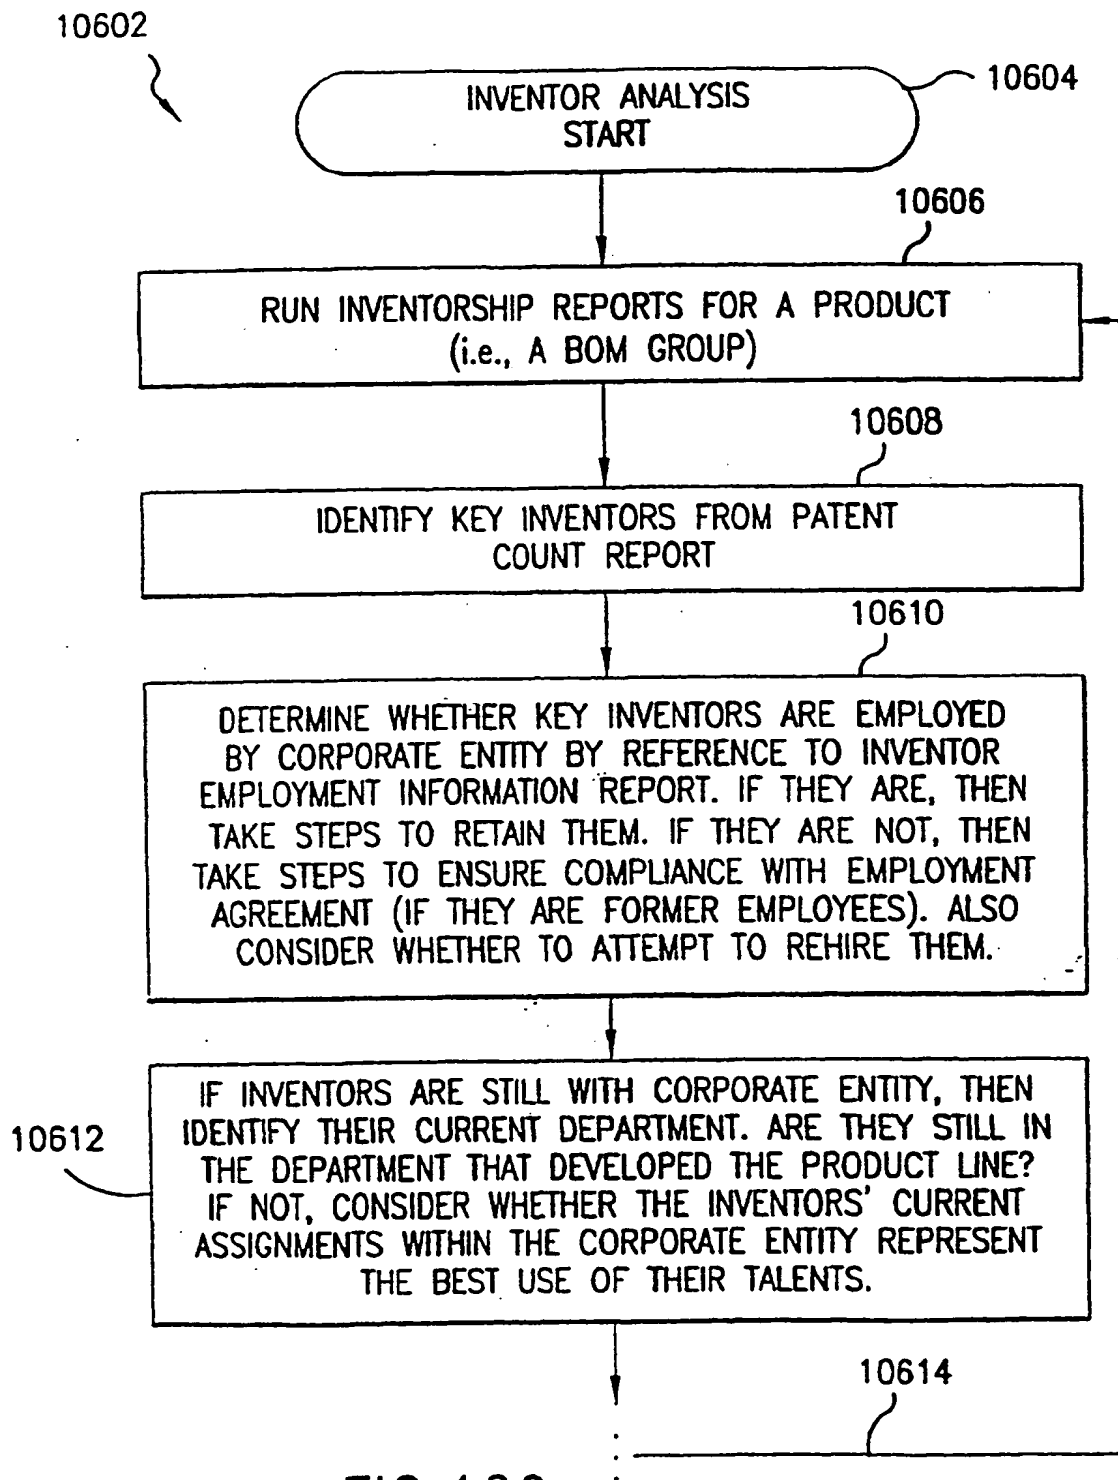 10602
INVENTOR ANALYSIS
START
10604
10606
RUN INVENTORSHIP REPORTS FOR A PRODUCT
(i.e., A BOM GROUP)
10608
IDENTIFY KEY INVENTORS FROM PATENT
COUNT REPORT
10610
DETERMINE WHETHER KEY INVENTORS ARE EMPLOYED
BY CORPORATE ENTITY BY REFERENCE TO INVENTOR
EMPLOYMENT INFORMATION REPORT. IF THEY ARE, THEN
TAKE STEPS TO RETAIN THEM. IF THEY ARE NOT, THEN
TAKE STEPS TO ENSURE COMPLIANCE WITH EMPLOYMENT
AGREEMENT (IF THEY ARE FORMER EMPLOYEES). ALSO
CONSIDER WHETHER TO ATTEMPT TO REHIRE THEM.
10612
IF INVENTORS ARE STILL WITH CORPORATE ENTITY, THEN
IDENTIFY THEIR CURRENT DEPARTMENT. ARE THEY STILL IN
THE DEPARTMENT THAT DEVELOPED THE PRODUCT LINE?
IF NOT, CONSIDER WHETHER THE INVENTORS' CURRENT
ASSIGNMENTS WITHIN THE CORPORATE ENTITY REPRESENT
THE BEST USE OF THEIR TALENTS.
10614